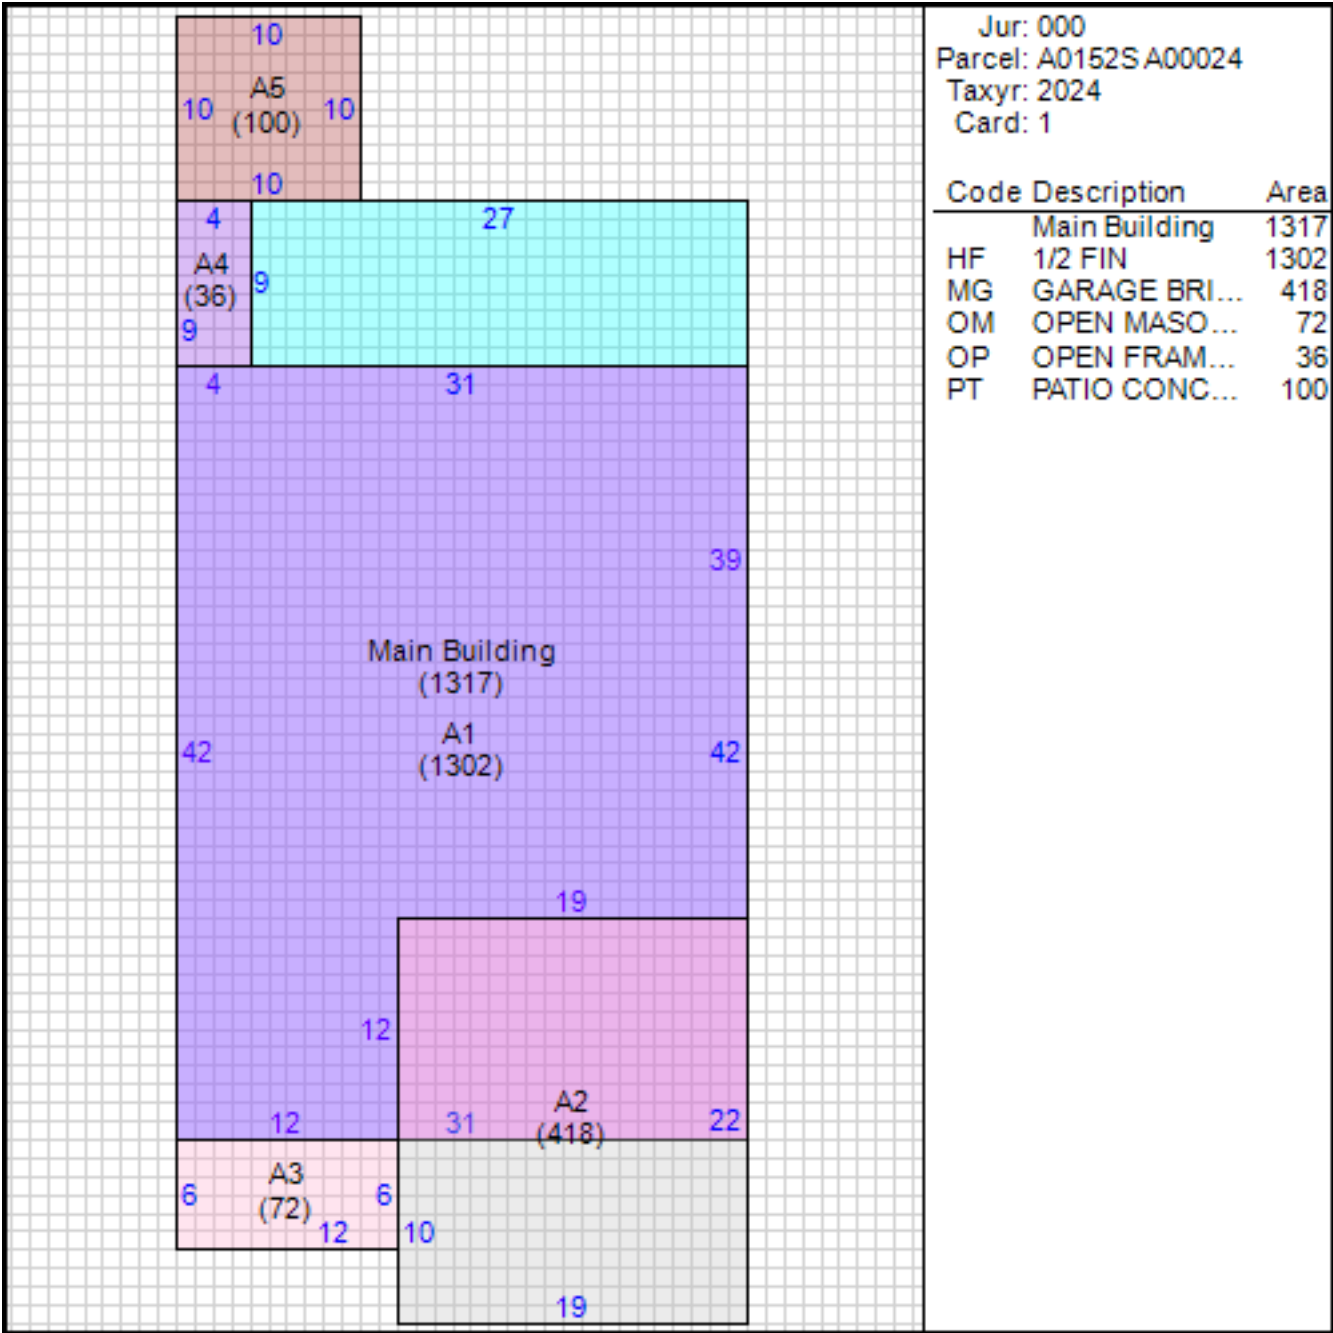 10
A5
10 10
(100)
10
4 27
A4
(36) 9
9
4 31
39
Main Building
(1317)
A1
42 42
(1302)
19
12
A2
12 31 22
(418)
A3
6 6
(72)
12 10
19
Jur: 000
Parcel: A0152S A00024
Taxyr: 2024
Card: 1
Code Description Area
Main Building 1317
HF 1/2 FIN 1302
MG GARAGE BRI... 418
OM OPEN MASO... 72
OP OPEN FRAM... 36
PT PATIO CONC... 100